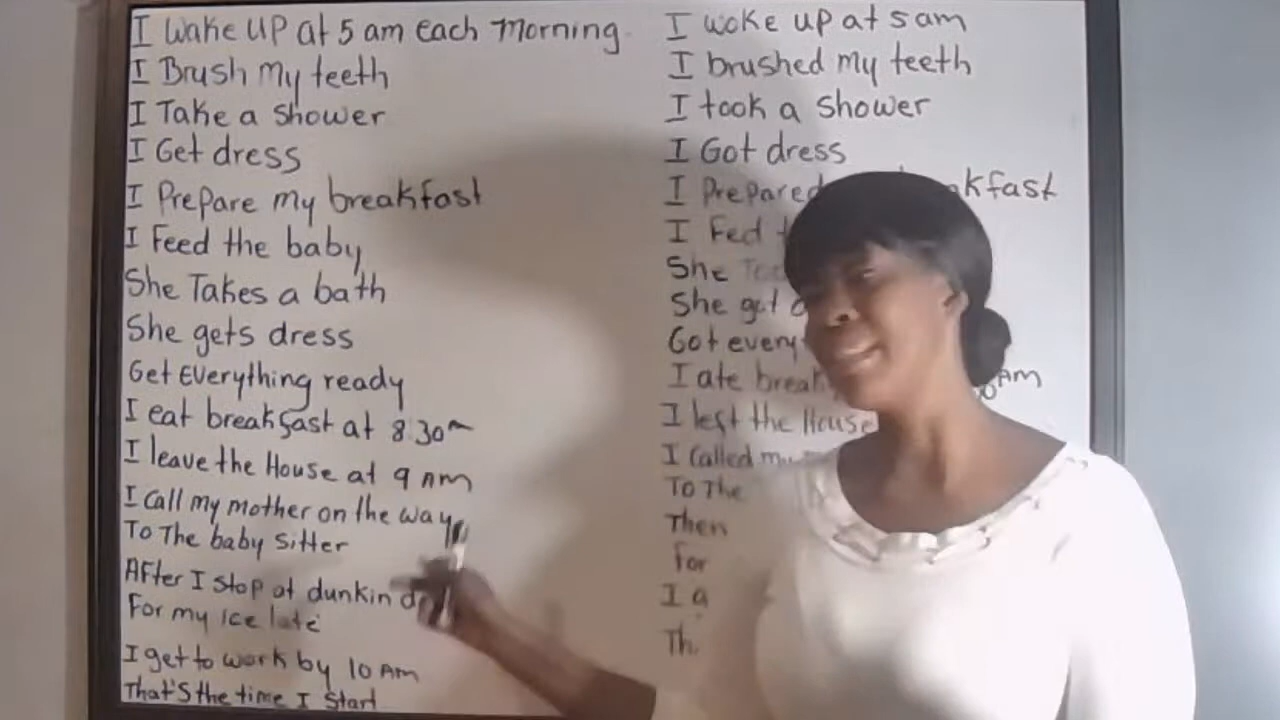 I wake up at 5 am each morning.
I Brush my teeth
I Take a shower
I Get dress
I Prepare my breakfast
I Feed the baby
She Takes a bath
She gets dress
Get Everything ready
I eat breakfast at 8:30am
I leave the House at 9 AM
I call my mother on the way
To The baby sitter
After I stop at dunkin
For my ice late
I get to work by 10 AM
That's the time I start
I woke up at 5 am
I brushed my teeth
I took a shower
I Got dress
I Prepared
I Fed
She
She got
Got every
I ate
AM
I left the House
I called
To The
Then
For
I